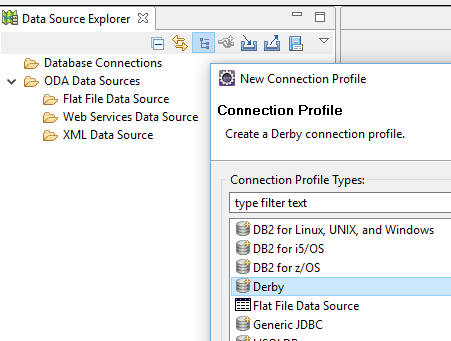 Data Source Explorer
Database Connections
ODA Data Sources
Flat File Data Source
Web Services Data Source
XML Data Source
New Connection Profile
Connection Profile
Create a Derby connection profile.
Connection Profile Types:
type filter text
DB2 for Linux, UNIX, and Windows
DB2 for i5/OS
DB2 for z/OS
Derby
Flat File Data Source
Generic JDBC